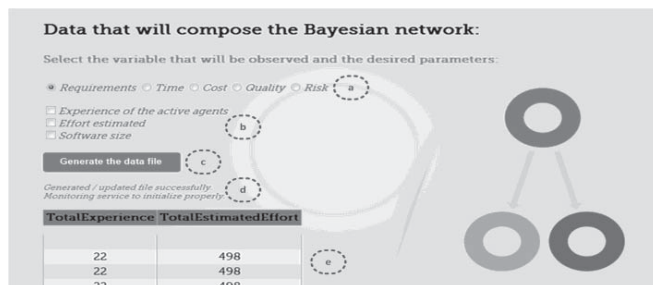 Data that will compose the Bayesian network:
Select the variable that will be observed and the desired parameters:
Requirements Time Cost Quality Risk a
Experience of the active agents
Effort estimated
Software size
b
Generate the data file c
Generated / updated file successfully
Monitoring service to initialize properly
d
TotalExperience TotalEstimatedEffort
22 498
22 498
e
22 498